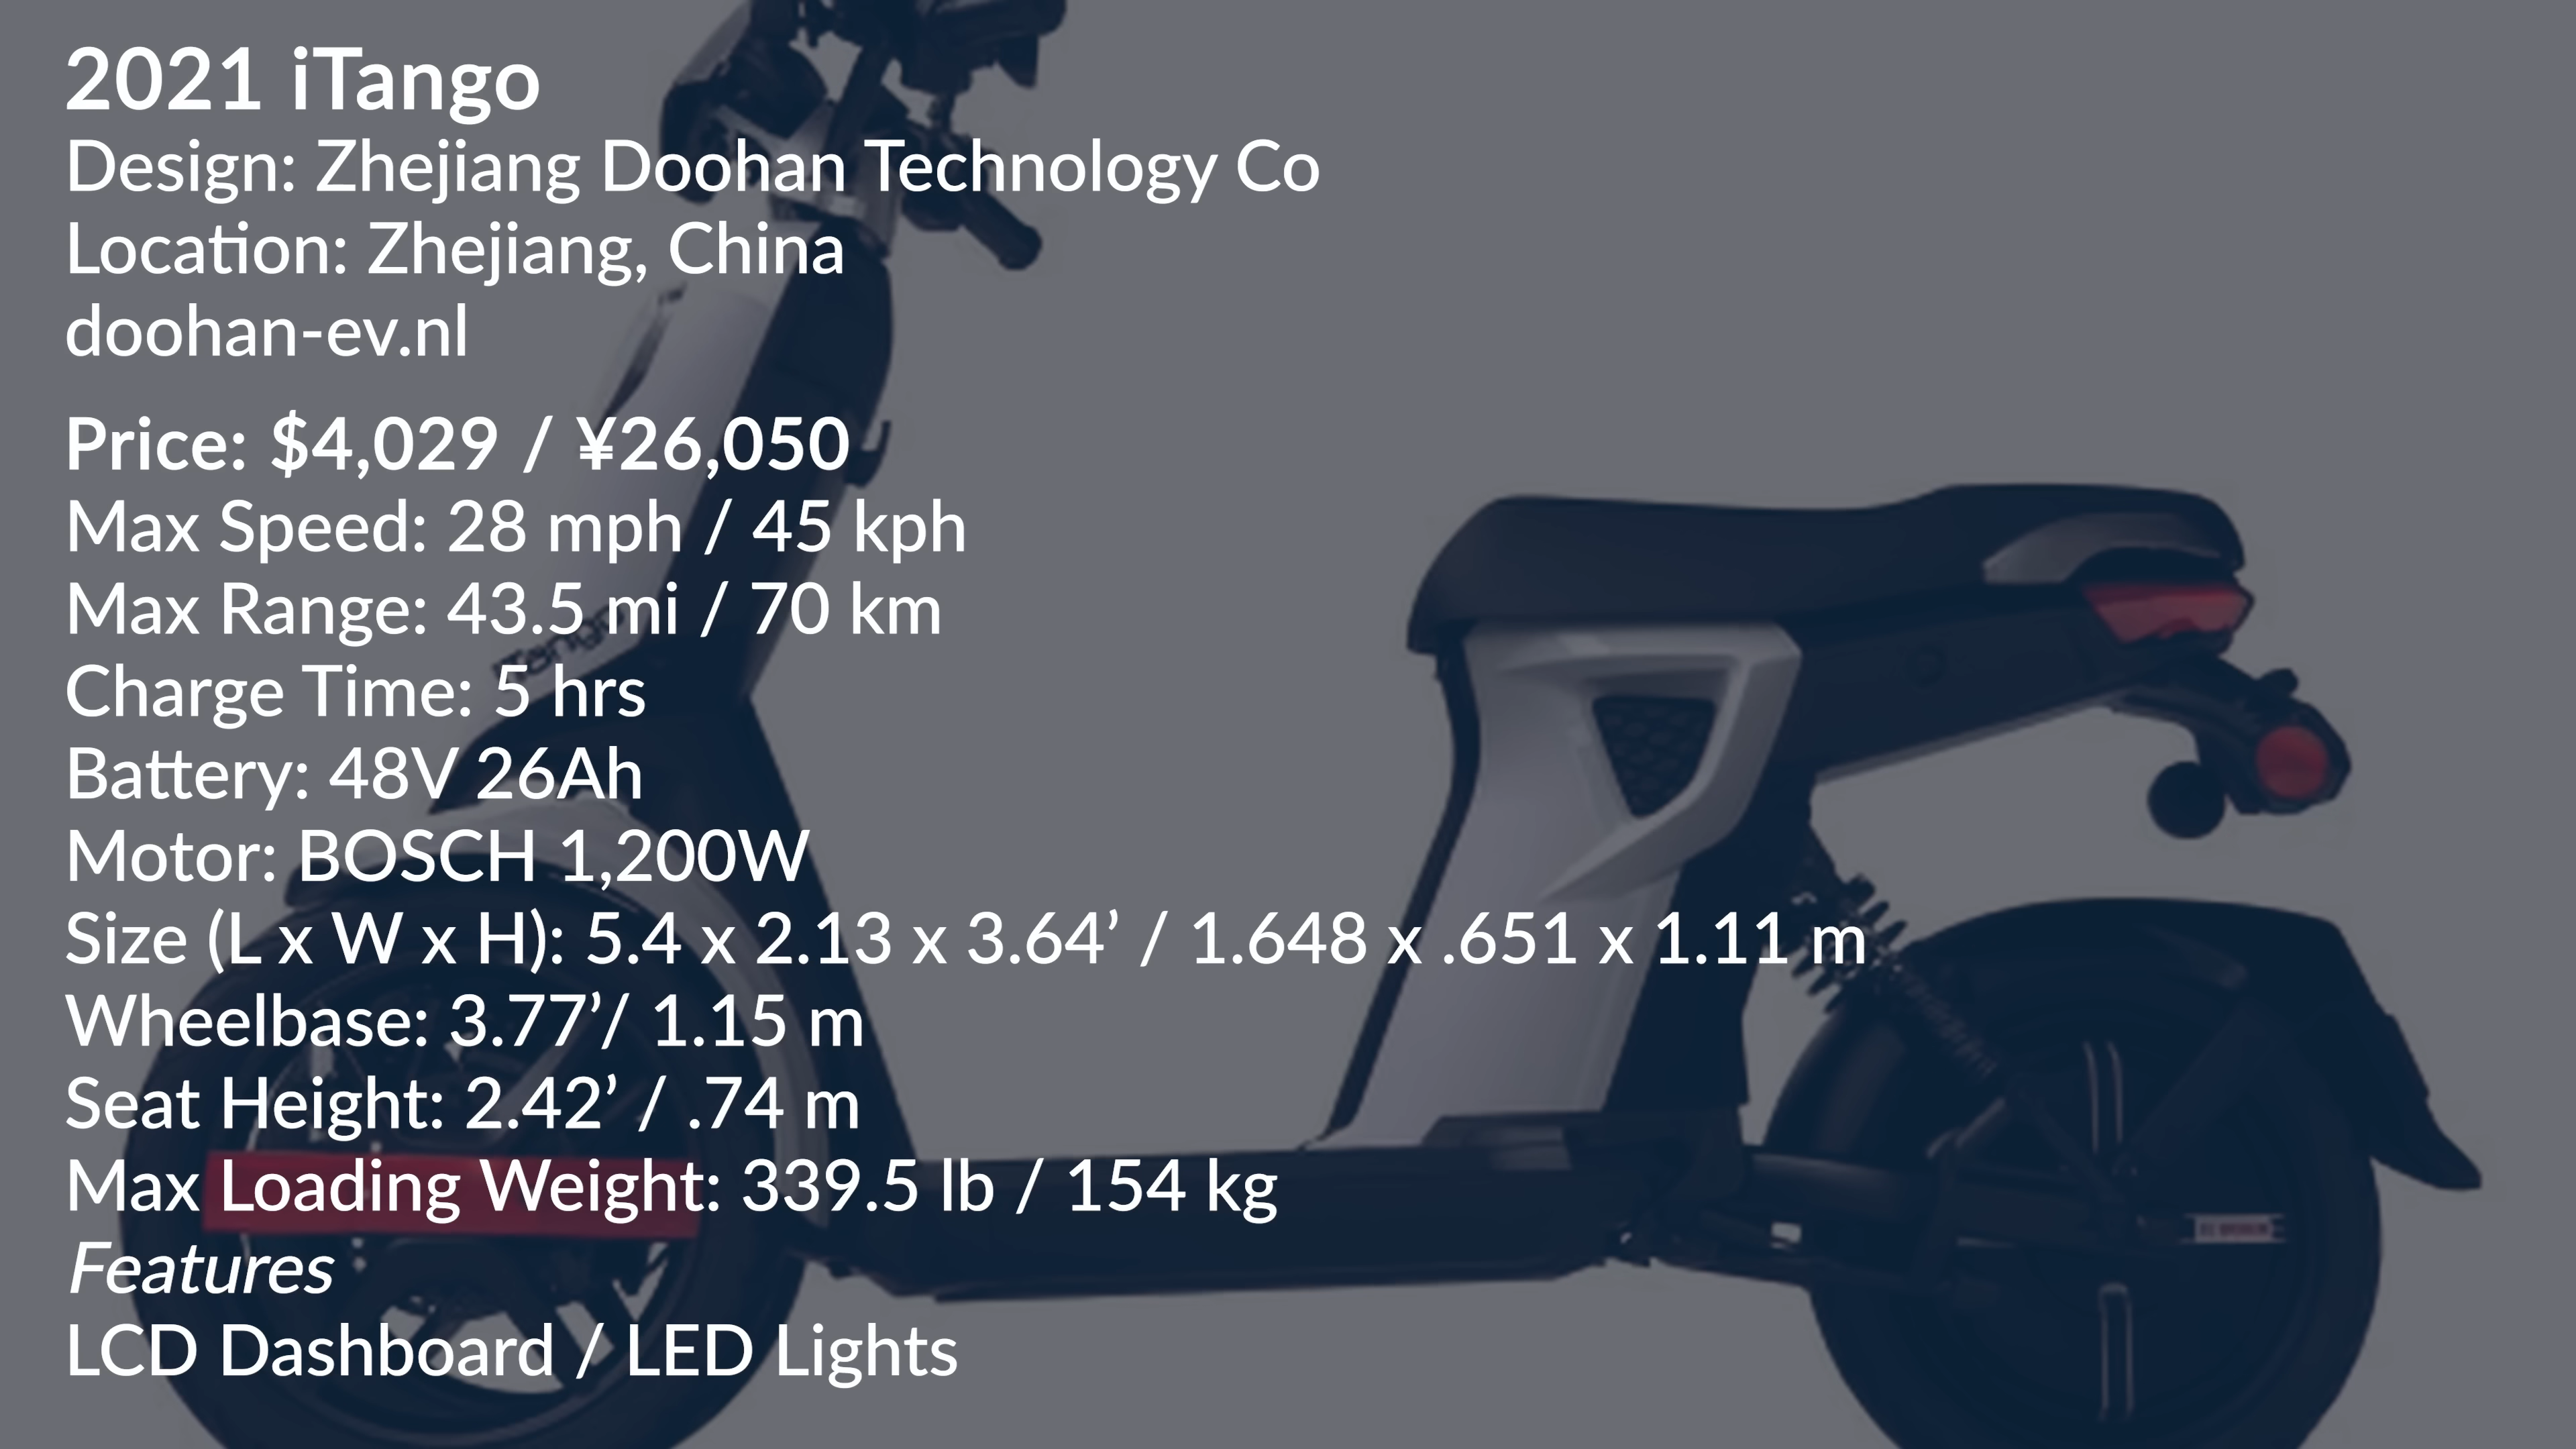 2021 iTango
Design: Zhejiang Doohan Technology Co
Location: Zhejiang, China
doohan-ev.nl
Price: $4,029 / ¥26,050
Max Speed: 28 mph / 45 kph
Max Range: 43.5 mi / 70 km
iTango
Charge Time: 5 hrs
Battery: 48V 26Ah
Motor: BOSCH 1,200W
Size (L x W x H): 5.4 x 2.13 x 3.64’ / 1.648 x .651 x 1.11 m
Wheelbase: 3.77’/ 1.15 m
Seat Height: 2.42’ / .74 m
Max Loading Weight: 339.5 lb / 154 kg
Features
LCD Dashboard / LED Lights